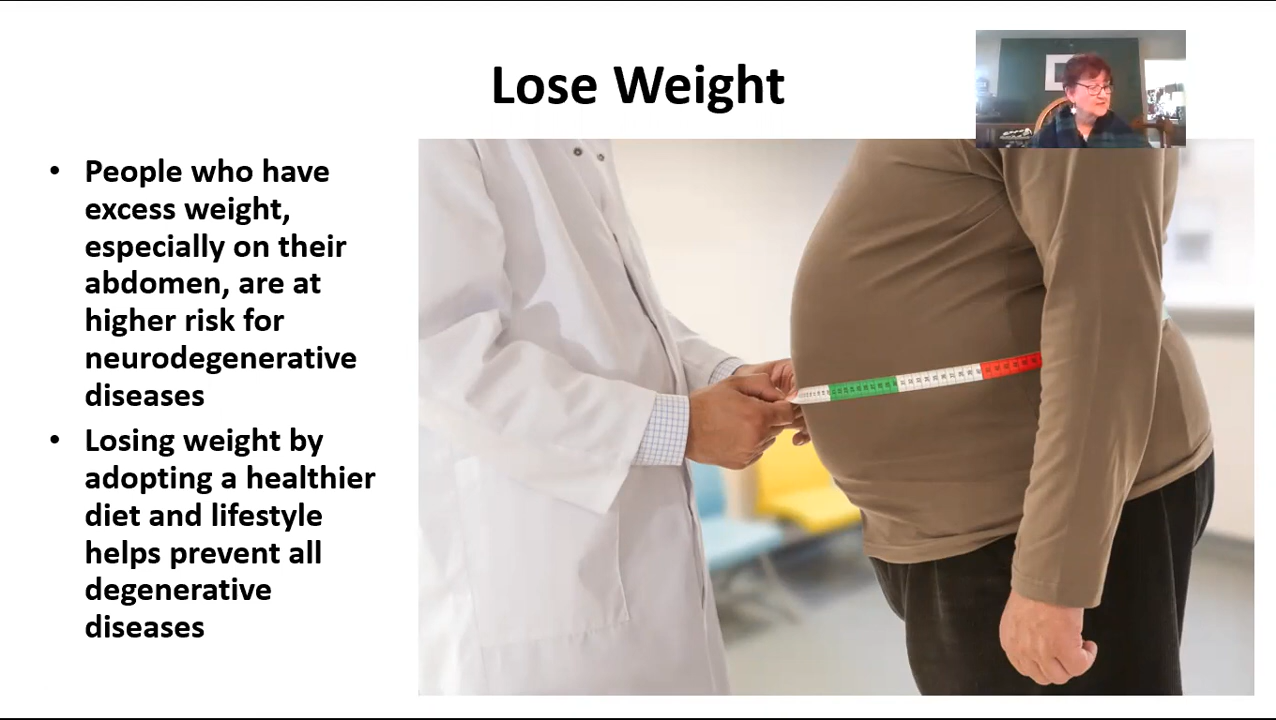 Lose Weight
• People who have
excess weight,
especially on their
abdomen, are at
higher risk for
neurodegenerative
diseases
• Losing weight by
adopting a healthier
diet and lifestyle
helps prevent all
degenerative
diseases